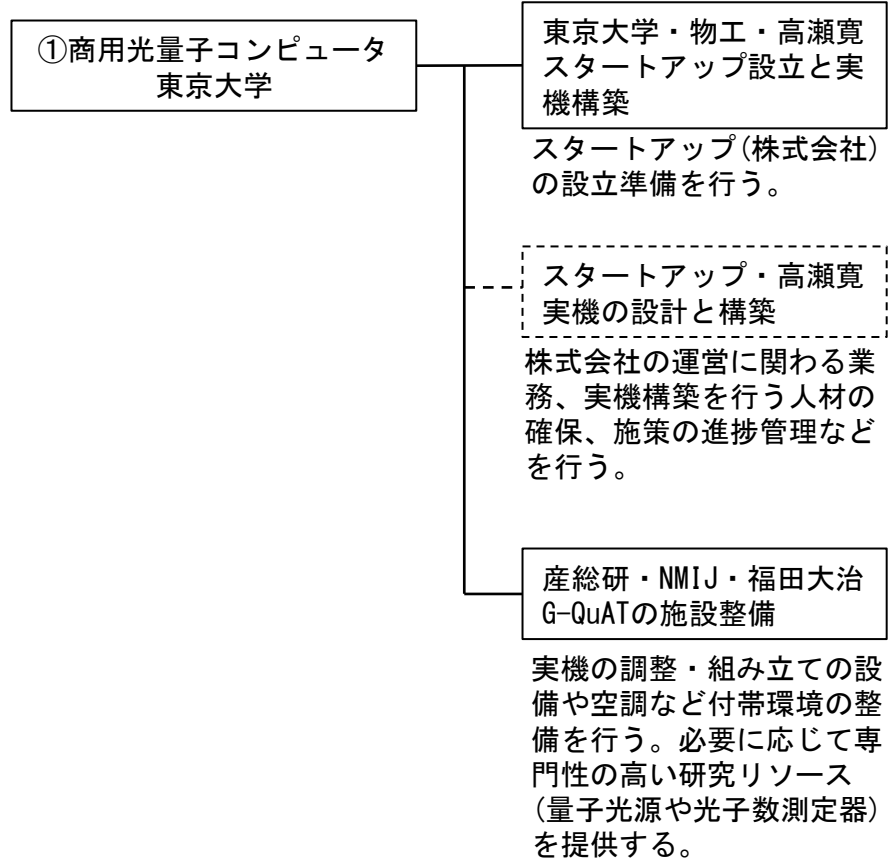 ①商用光量子コンピュータ
東京大学
東京大学・物工・高瀬寛
スタートアップ設立と実
機構築
スタートアップ(株式会社)
の設立準備を行う。
スタートアップ・高瀬寛
実機の設計と構築
株式会社の運営に関わる業
務、実機構築を行う人材の
確保、施策の進捗管理など
を行う。
産総研・NMIJ・福田大治
G-QuATの施設整備
実機の調整・組み立ての設
備や空調など付帯環境の整
備を行う。必要に応じて専
門性の高い研究リソース
(量子光源や光子数測定器)
を提供する。